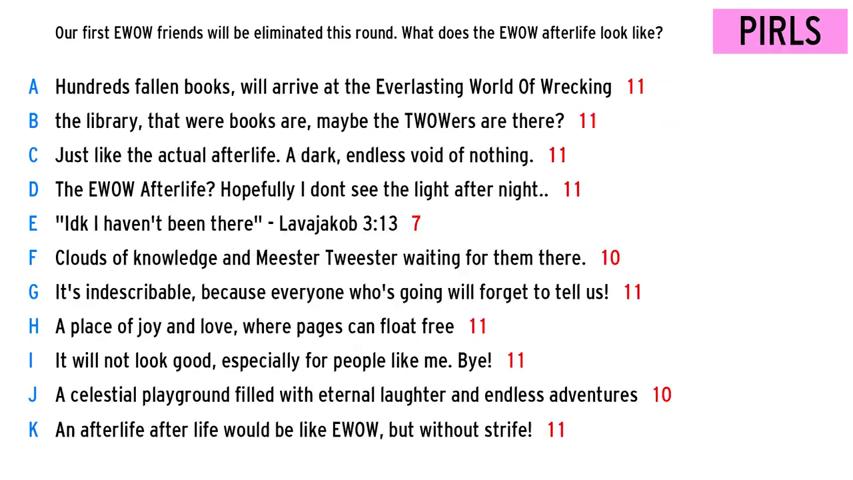 Our first EWOW friends will be eliminated this round. What does the EWOW afterlife look like?
PIRLS
A Hundreds fallen books, will arrive at the Everlasting World Of Wrecking 11
B the library, that were books are, maybe the TWOWers are there? 11
C Just like the actual afterlife. A dark, endless void of nothing. 11
D The EWOW Afterlife? Hopefully I dont see the light after night.. 11
E "Idk I haven't been there" - Lavajakob 3:13 7
F Clouds of knowledge and Meester Tweester waiting for them there. 10
G It's indescribable, because everyone who's going will forget to tell us! 11
H A place of joy and love, where pages can float free 11
I It will not look good, especially for people like me. Bye! 11
J A celestial playground filled with eternal laughter and endless adventures 10
K An afterlife after life would be like EWOW, but without strife! 11